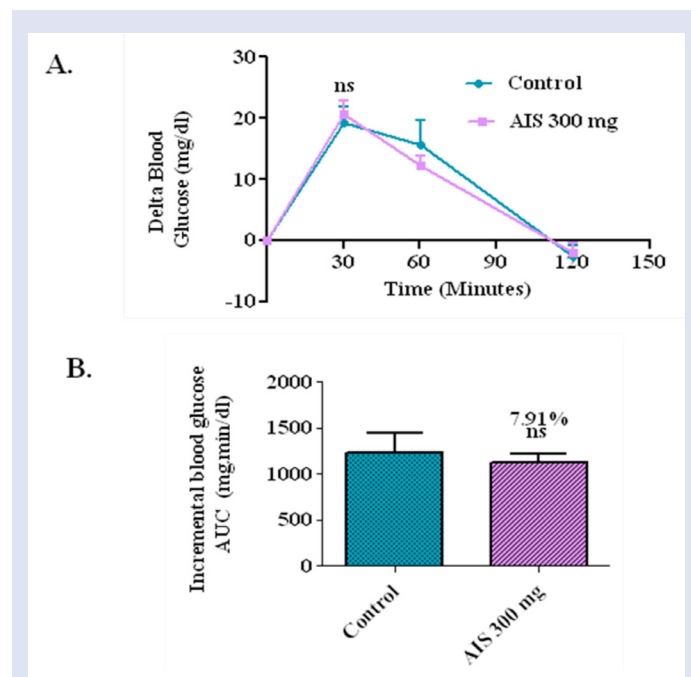 A.
Delta Blood
Glucose (mg/dl)
30
20
10
0
-10
ns
Control
AIS 300 mg
30 60 90 120 150
Time (Minutes)
B.
Incremental blood glucose
AUC (mg.min/dl)
2000
1500
1000
500
0
7.91%
ns
Control
AIS 300 mg